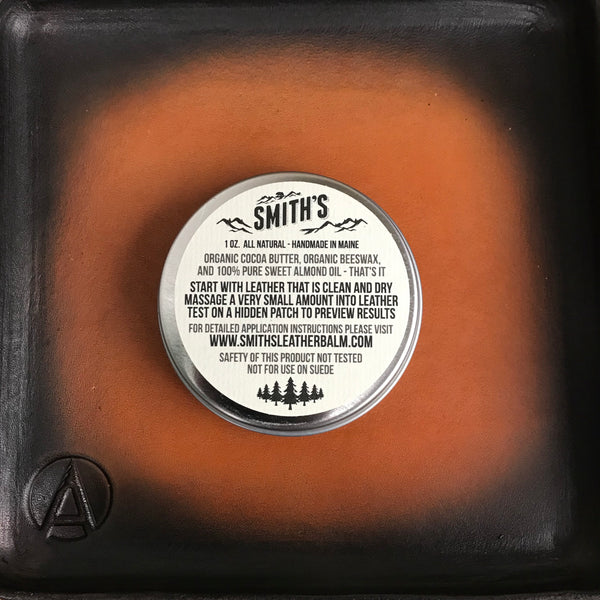 SMITH'S
1 OZ. ALL NATURAL - HANDMADE IN MAINE
ORGANIC COCOA BUTTER, ORGANIC BEESWAX,
AND 100% PURE SWEET ALMOND OIL - THAT'S IT
START WITH LEATHER THAT IS CLEAN AND DRY
MASSAGE A VERY SMALL AMOUNT INTO LEATHER
TEST ON A HIDDEN PATCH TO PREVIEW RESULTS
FOR DETAILED APPLICATION INSTRUCTIONS PLEASE VISIT
WWW.SMITHSLEATHERBALM.COM
SAFETY OF THIS PRODUCT NOT TESTED
NOT FOR USE ON SUEDE
A